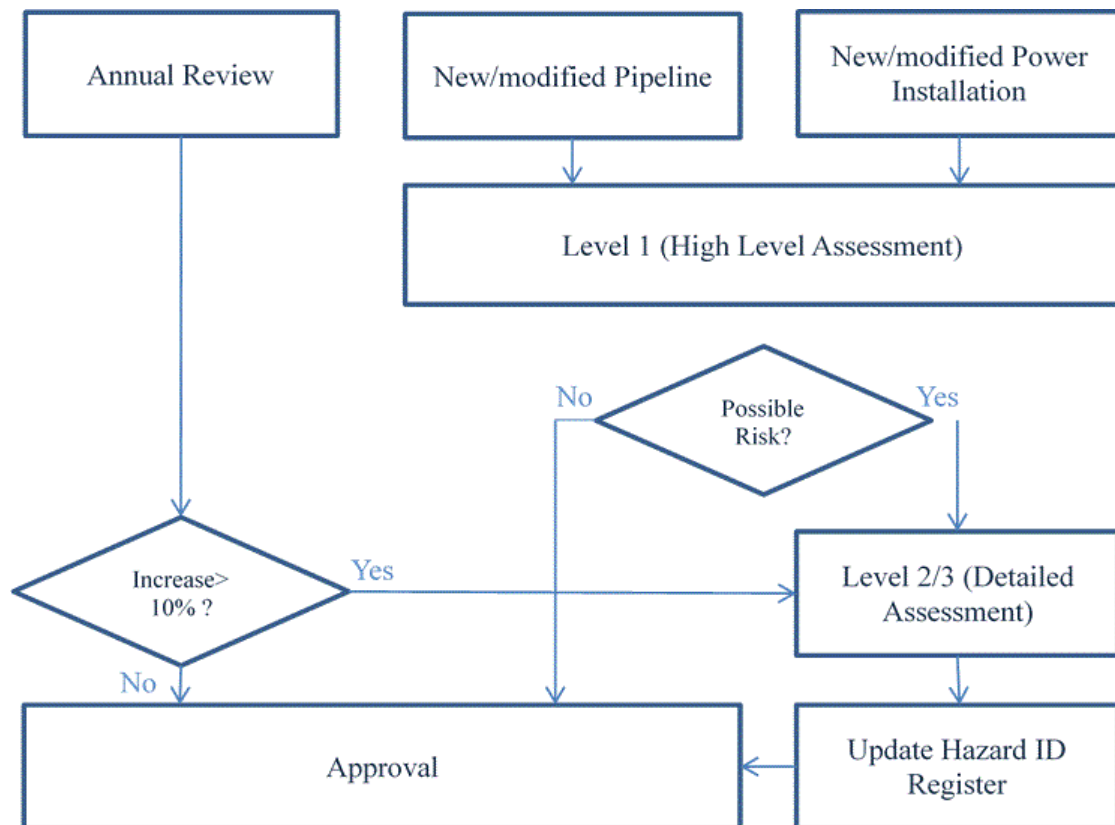 Annual Review
New/modified Pipeline
New/modified Power
Installation
Level 1 (High Level Assessment)
No
Possible
Risk?
Yes
Increase>
10% ?
Yes
Level 2/3 (Detailed
Assessment)
No
Approval
Update Hazard ID
Register